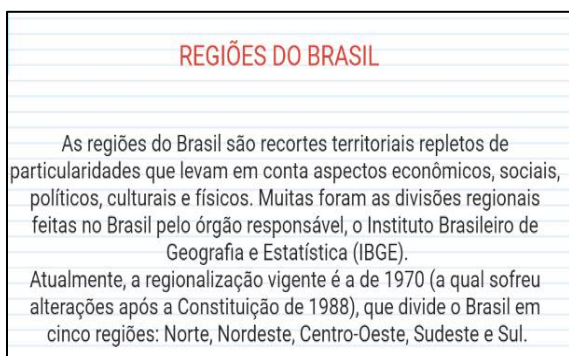 REGIÕES DO BRASIL
As regiões do Brasil são recortes territoriais repletos de
particularidades que levam em conta aspectos econômicos, sociais,
políticos, culturais e físicos. Muitas foram as divisões regionais
feitas no Brasil pelo órgão responsável, o Instituto Brasileiro de
Geografia e Estatística (IBGE).
Atualmente, a regionalização vigente é a de 1970 (a qual sofreu
alterações após a Constituição de 1988), que divide o Brasil em
cinco regiões: Norte, Nordeste, Centro-Oeste, Sudeste e Sul.